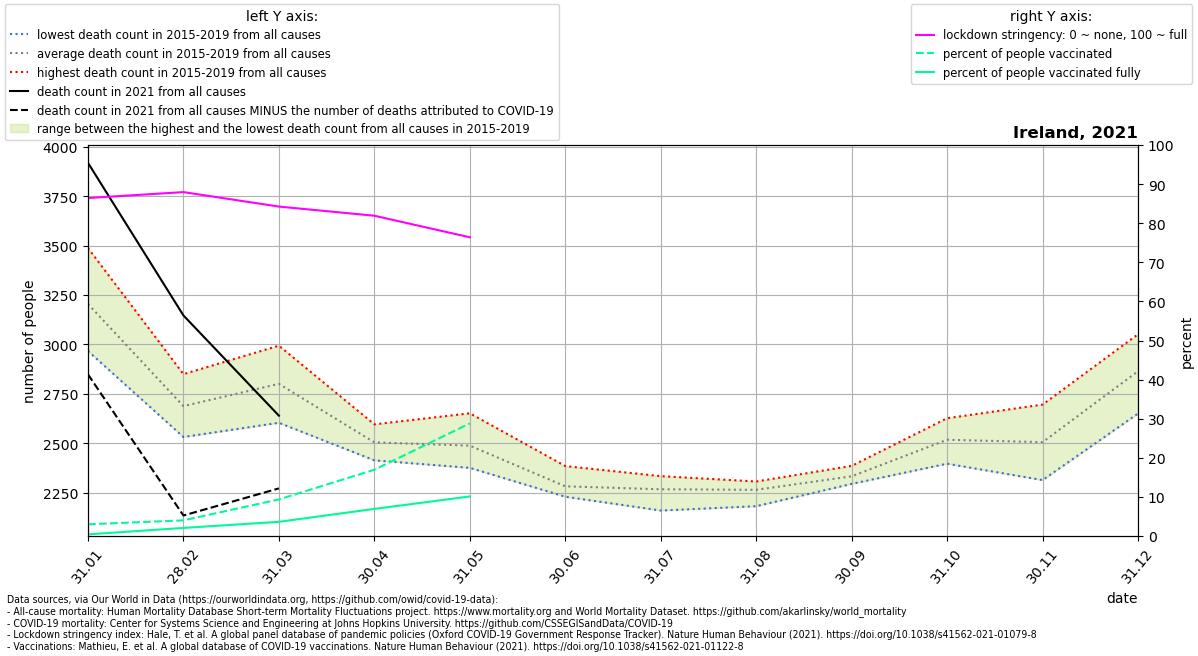 left Y axis:
lowest death count in 2015-2019 from all causes
average death count in 2015-2019 from all causes
highest death count in 2015-2019 from all causes
death count in 2021 from all causes
death count in 2021 from all causes MINUS the number of deaths attributed to COVID-19
range between the highest and the lowest death count from all causes in 2015-2019
right Y axis:
lockdown stringency: 0 ~ none, 100 ~ full
percent of people vaccinated
percent of people vaccinated fully
Ireland, 2021
4000
3750
3500
3250
3000
2750
2500
2250
number of people
100
90
80
70
60
50
40
30
20
10
0
percent
31.01
28.02
31.03
30.04
31.05
30.06
31.07
31.08
30.09
31.10
30.11
31.12
date
Data sources, via Our World in Data (https://ourworldindata.org, https://github.com/owid/covid-19-data):
- All-cause mortality: Human Mortality Database Short-term Mortality Fluctuations project. https://www.mortality.org and World Mortality Dataset. https://github.com/akarlinsky/world_mortality
- COVID-19 mortality: Center for Systems Science and Engineering at Johns Hopkins University. https://github.com/CSSEGISandData/COVID-19
- Lockdown stringency index: Hale, T. et al. A global panel database of pandemic policies (Oxford COVID-19 Government Response Tracker). Nature Human Behaviour (2021). https://doi.org/10.1038/s41562-021-01079-8
- Vaccinations: Mathieu, E. et al. A global database of COVID-19 vaccinations. Nature Human Behaviour (2021). https://doi.org/10.1038/s41562-021-01122-8